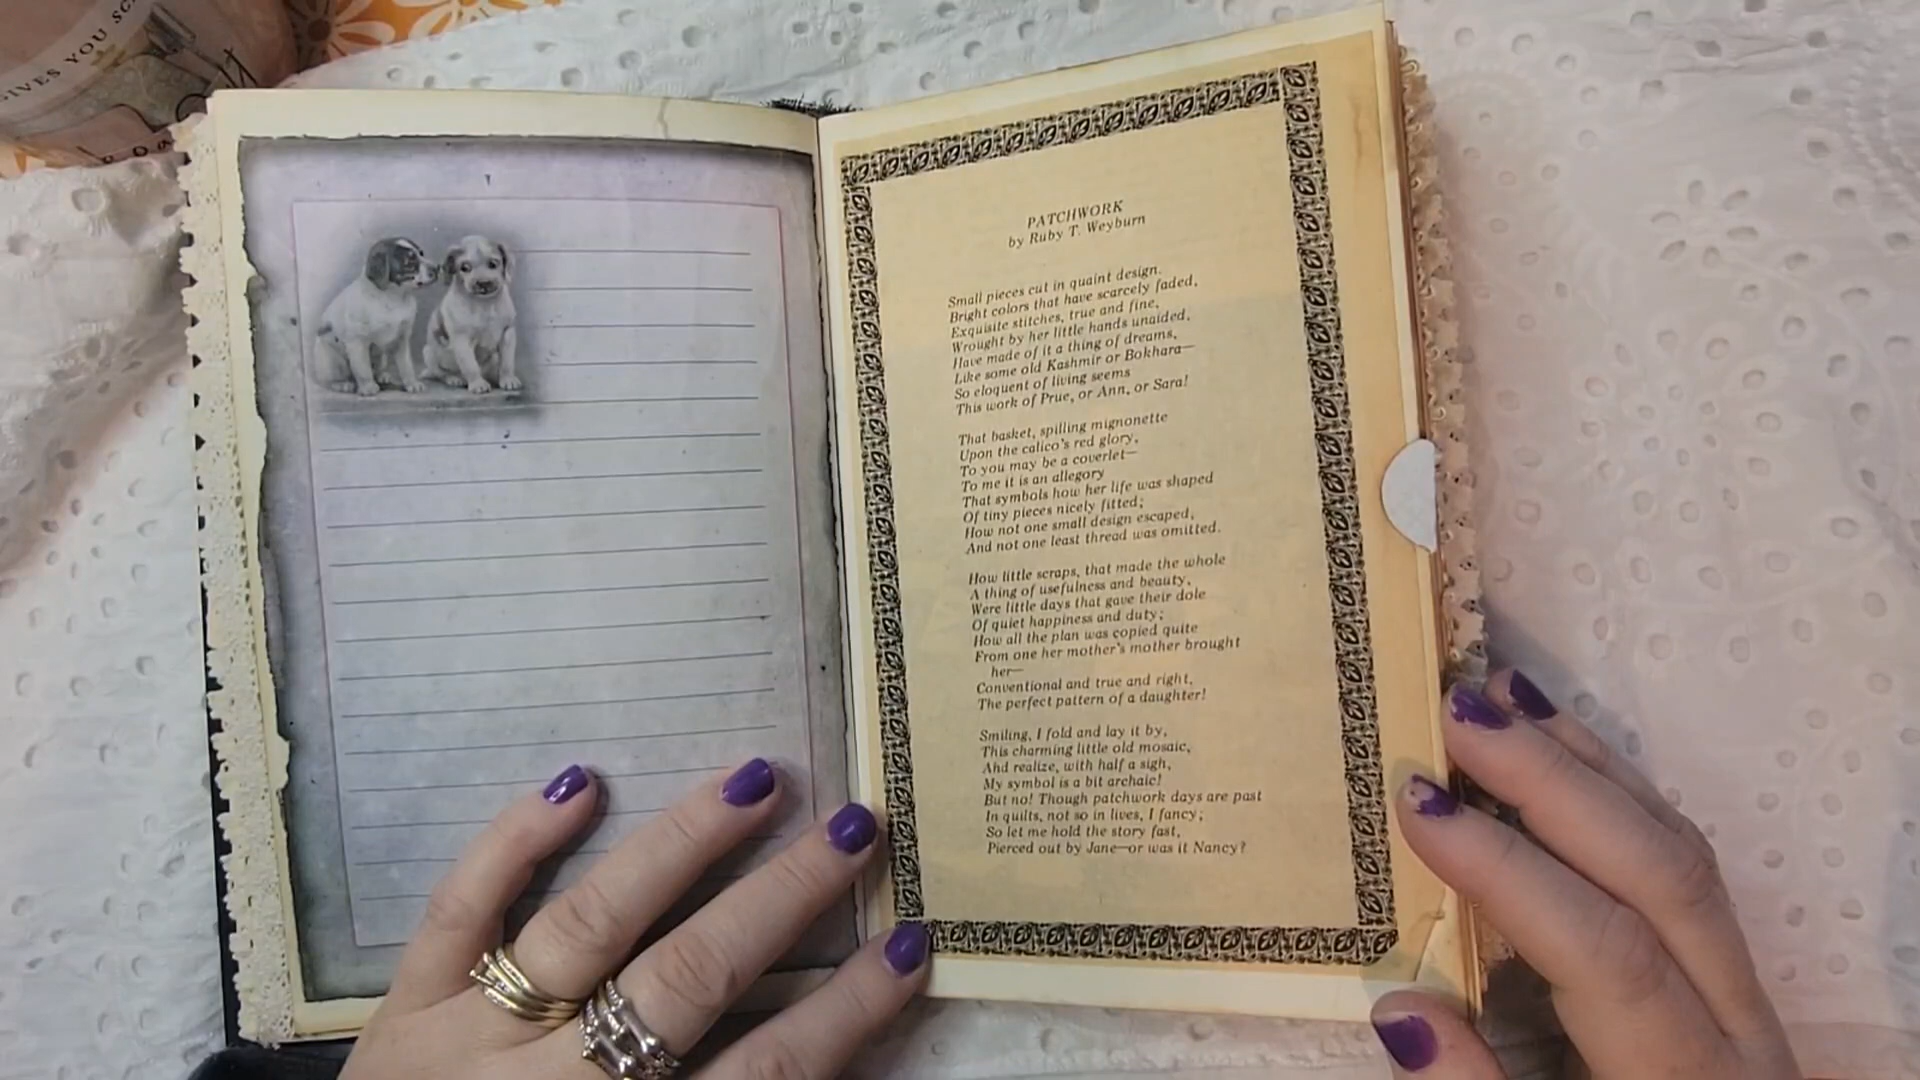 GIVES YOU
PATCHWORK
by Ruby T. Weyburn
Small pieces cut in quaint design.
Bright colors that have scarcely faded,
Exquisite stitches, true and fine,
Wrought by her little hands unaided,
Have made of it a thing of dreams,
Like some old Kashmir or Bokhara—
So eloquent of living seems
This work of Prue, or Ann, or Sara!
That basket, spilling mignonette
Upon the calico's red glory,
To you may be a coverlet—
To me it is an allegory
That symbols how her life was shaped
Of tiny pieces nicely fitted;
How not one small design escaped,
And not one least thread was omitted.
How little scraps, that made the whole
A thing of usefulness and beauty,
Were little days that gave their dole
Of quiet happiness and duty;
How all the plan was copied quite
From one her mother's mother brought
her—
Conventional and true and right,
The perfect pattern of a daughter!
Smiling, I fold and lay it by,
This charming little old mosaic,
And realize, with half a sigh,
My symbol is a bit archaic!
But no! Though patchwork days are past
In quilts, not so in lives, I fancy;
So let me hold the story fast,
Pierced out by Jane—or was it Nancy?